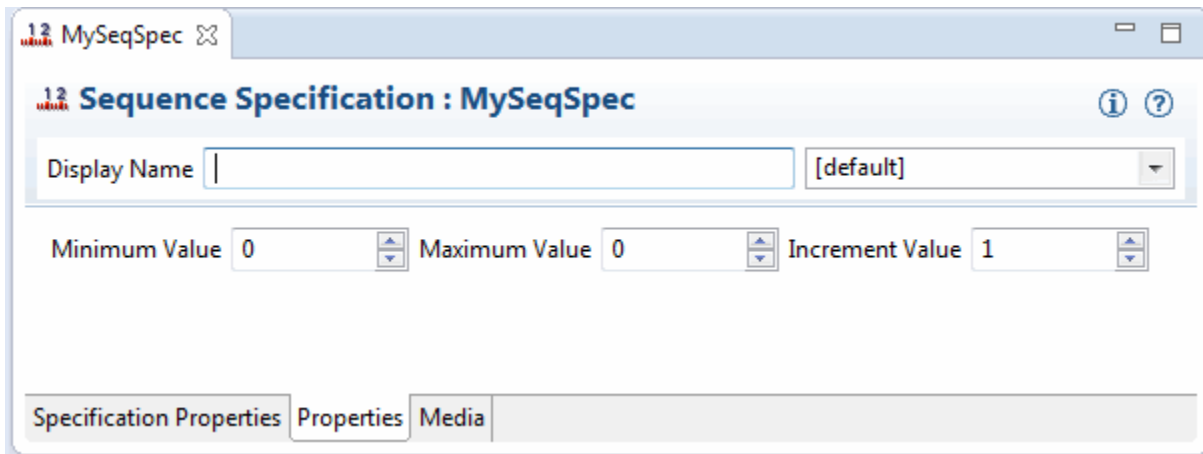 MySeqSpec
Sequence Specification : MySeqSpec
Display Name [default]
Minimum Value 0 Maximum Value 0 Increment Value 1
Specification Properties Properties Media